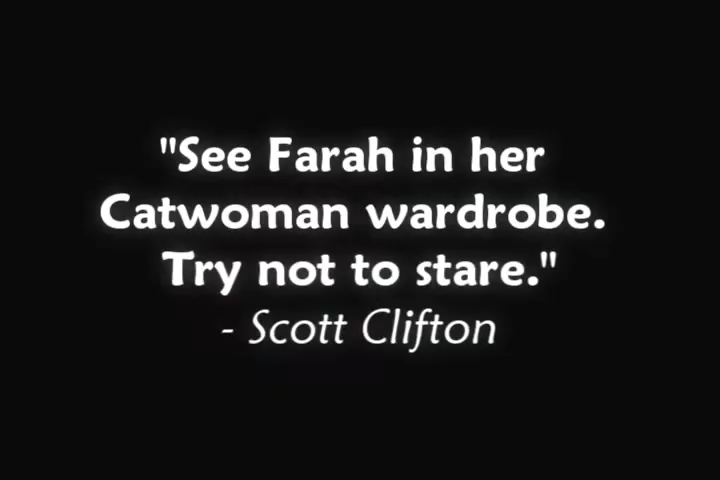 "See Farah in her
Catwoman wardrobe.
Try not to stare."
- Scott Clifton